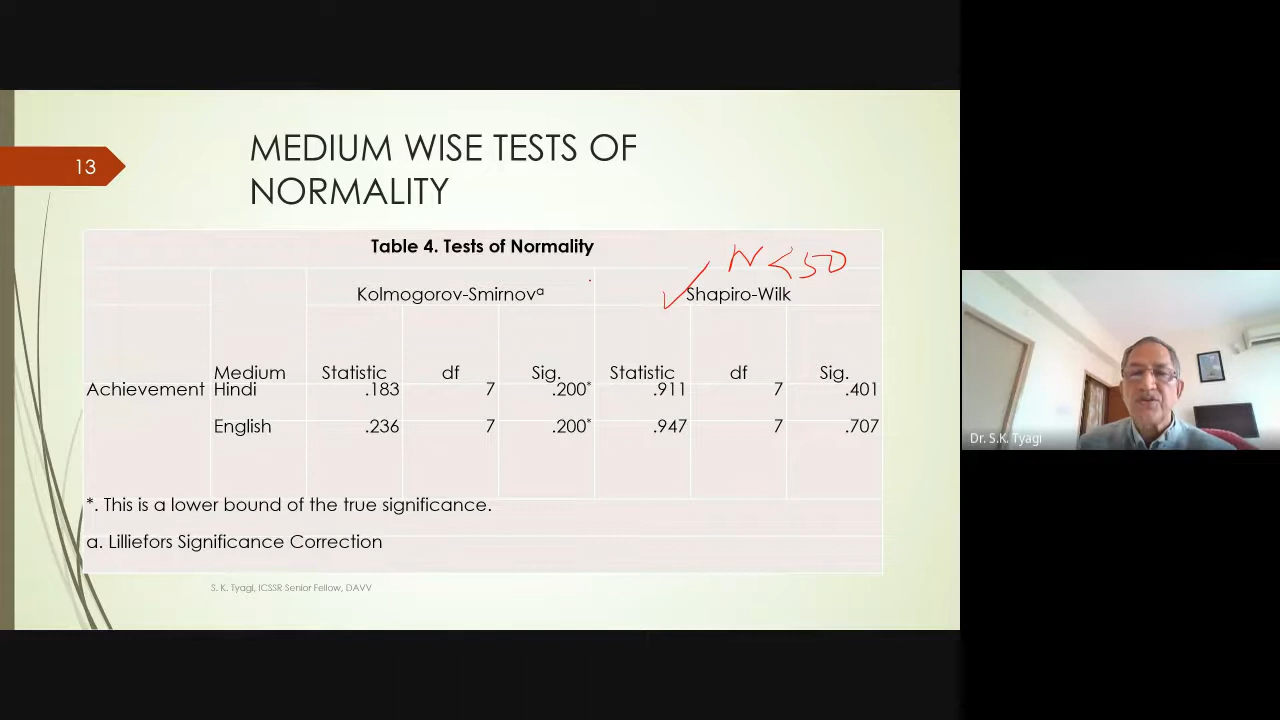 13
MEDIUM WISE TESTS OF
NORMALITY
Table 4. Tests of Normality
N < 50
Kolmogorov-Smirnovᵃ Shapiro-Wilk
Medium Statistic df Sig. Statistic df Sig.
Achievement Hindi .183 7 .200* .911 7 .401
English .236 7 .200* .947 7 .707
*. This is a lower bound of the true significance.
a. Lilliefors Significance Correction
S. K. Tyagi, ICSSR Senior Fellow, DAVV
Dr. S.K. Tyagi